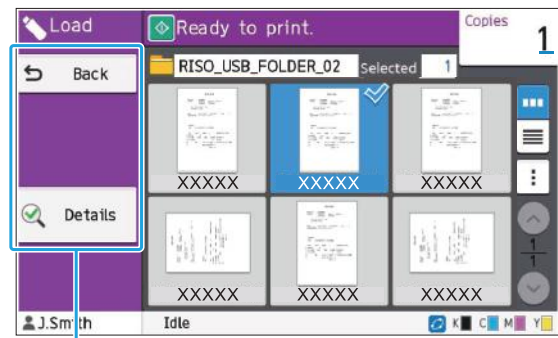 Load
Ready to print.
Copies
1
Back
RISO_USB_FOLDER_02
Selected
1
XXXXX
XXXXX
XXXXX
Details
1
1
XXXXX
XXXXX
XXXXX
J.Smith
Idle
K
C
M
Y